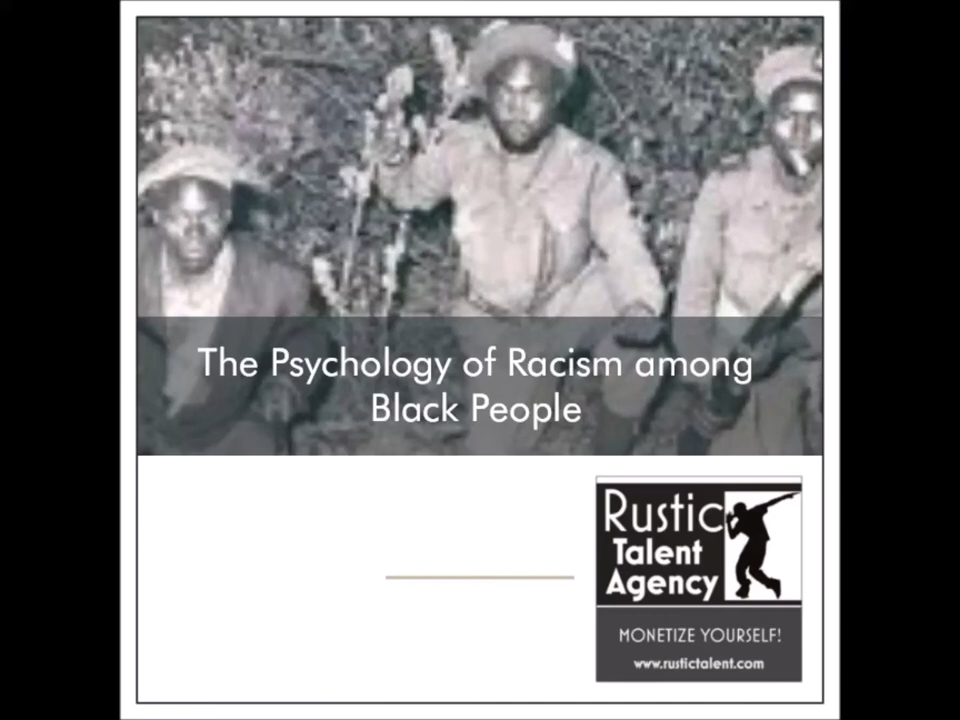 The Psychology of Racism among
Black People
Rustic
Talent
Agency
MONETIZE YOURSELF!
www.rustictalent.com